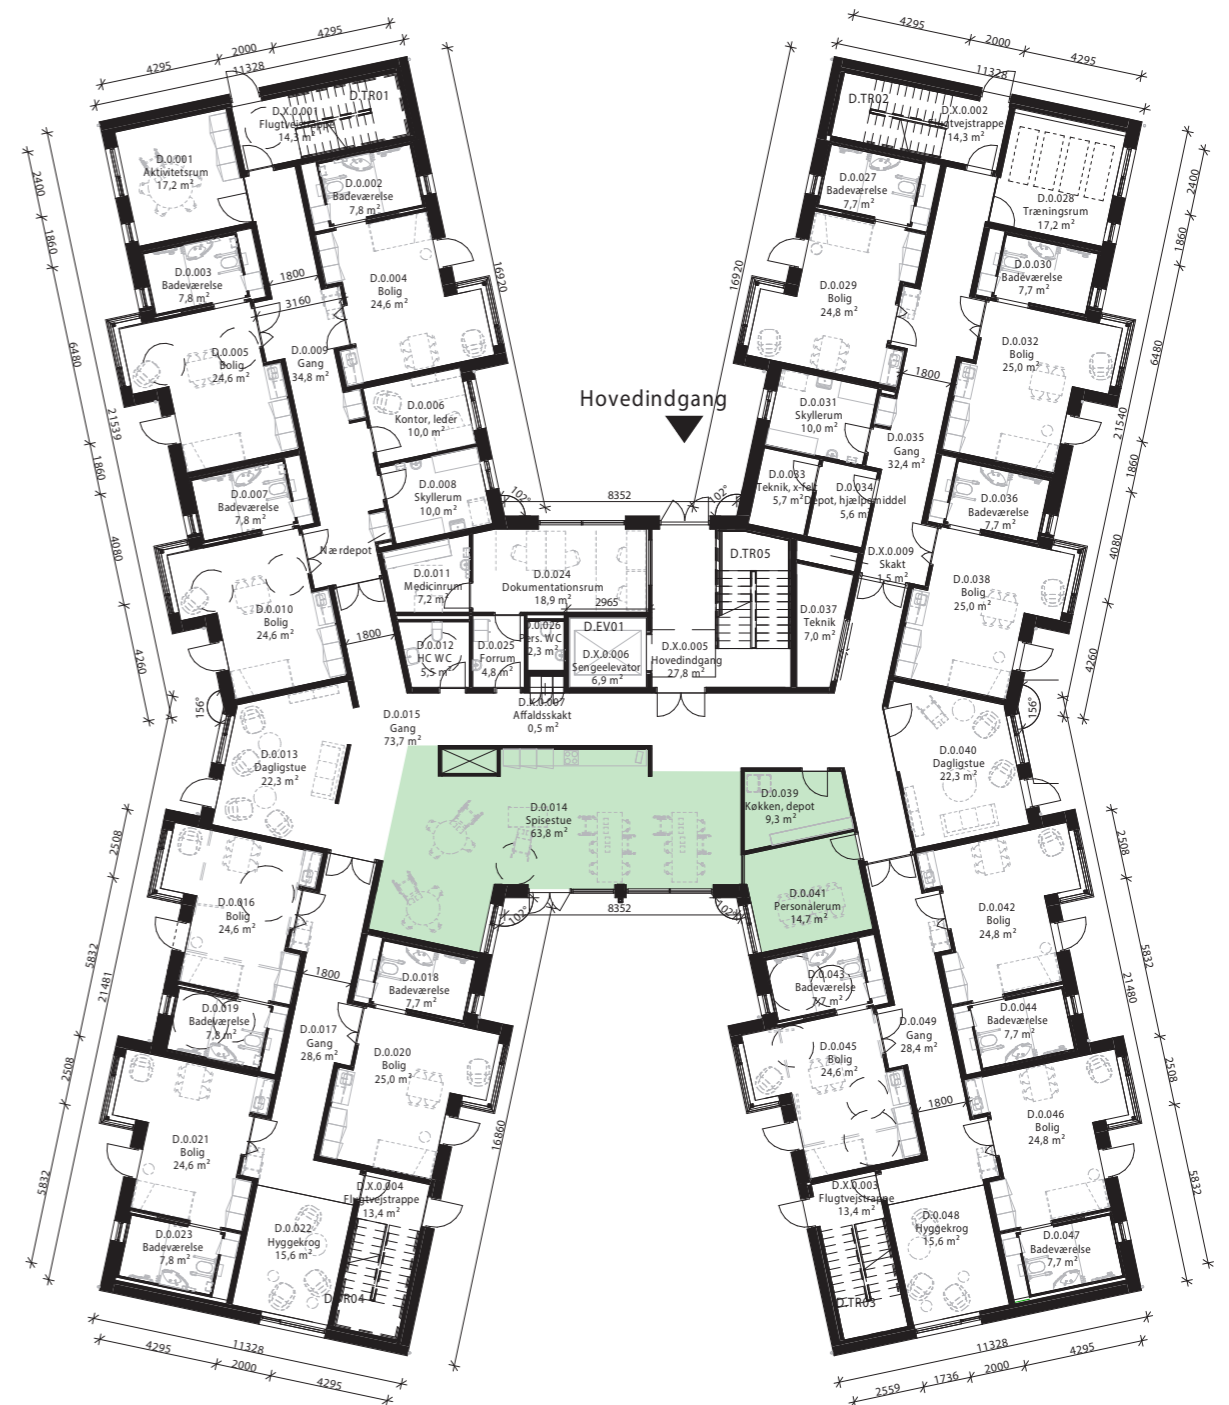 4295
2000
4295
11328
4295
2000
4295
11328
D.TR01
D.X.0.001
Flugtvejstrappe
14,3 m²
D.TR02
D.X.0.002
Flugtvejstrappe
14,3 m²
D.0.001
Aktivitetsrum
17,2 m²
D.0.002
Badeværelse
7,8 m²
D.0.027
Badeværelse
7,7 m²
D.0.028
Træningsrum
17,2 m²
2400
1860
2400
1860
D.0.003
Badeværelse
7,8 m²
1800
3160
D.0.004
Bolig
24,6 m²
16920
16920
D.0.029
Bolig
24,8 m²
D.0.030
Badeværelse
7,7 m²
D.0.005
Bolig
24,6 m²
D.0.009
Gang
34,8 m²
D.0.032
Bolig
25,0 m²
1800
6480
21539
6480
21540
Hovedindgang
D.0.006
Kontor, leder
10,0 m²
D.0.031
Skyllerum
10,0 m²
D.0.035
Gang
32,4 m²
D.0.007
Badeværelse
7,8 m²
D.0.008
Skyllerum
10,0 m²
D.0.033
Teknik, x-felt
5,7 m²
D.0.034
Depot, hjælpemiddel
5,6 m²
D.0.036
Badeværelse
7,7 m²
1860
1860
102°
8352
102°
4080
4080
Nærdepot
D.0.011
Medicinrum
7,2 m²
D.0.024
Dokumentationsrum
18,9 m²
2965
D.TR05
D.X.0.009
Skakt
1,5 m²
D.0.038
Bolig
25,0 m²
D.0.010
Bolig
24,6 m²
1800
D.0.037
Teknik
7,0 m²
D.0.012
HC WC
5,5 m²
D.0.025
Forrum
4,8 m²
D.0.026
Pers. WC
2,3 m²
D.EV01
D.X.0.006
Sengeelevator
6,9 m²
D.X.0.005
Hovedindgang
27,8 m²
4260
4260
156°
156°
D.X.0.007
Affaldsskakt
0,5 m²
D.0.015
Gang
73,7 m²
D.0.013
Dagligstue
22,3 m²
D.0.040
Dagligstue
22,3 m²
D.0.014
Spisestue
63,8 m²
D.0.039
Køkken, depot
9,3 m²
2508
2508
D.0.041
Personalerum
14,7 m²
102°
8352
102°
D.0.016
Bolig
24,6 m²
D.0.042
Bolig
24,8 m²
5832
21481
5832
21480
1800
D.0.018
Badeværelse
7,7 m²
D.0.043
Badeværelse
7,7 m²
D.0.019
Badeværelse
7,8 m²
D.0.017
Gang
28,6 m²
D.0.044
Badeværelse
7,7 m²
D.0.049
Gang
28,4 m²
D.0.020
Bolig
25,0 m²
D.0.045
Bolig
24,6 m²
2508
2508
1800
D.0.021
Bolig
24,6 m²
16860
D.0.046
Bolig
24,8 m²
5832
5832
D.X.0.004
Flugtvejstrappe
13,4 m²
D.X.0.003
Flugtvejstrappe
13,4 m²
D.0.022
Hyggekrog
15,6 m²
D.0.048
Hyggekrog
15,6 m²
D.0.023
Badeværelse
7,8 m²
D.0.047
Badeværelse
7,7 m²
D.TR04
D.TR03
11328
4295
2000
4295
11328
4295
2000
1736
2559